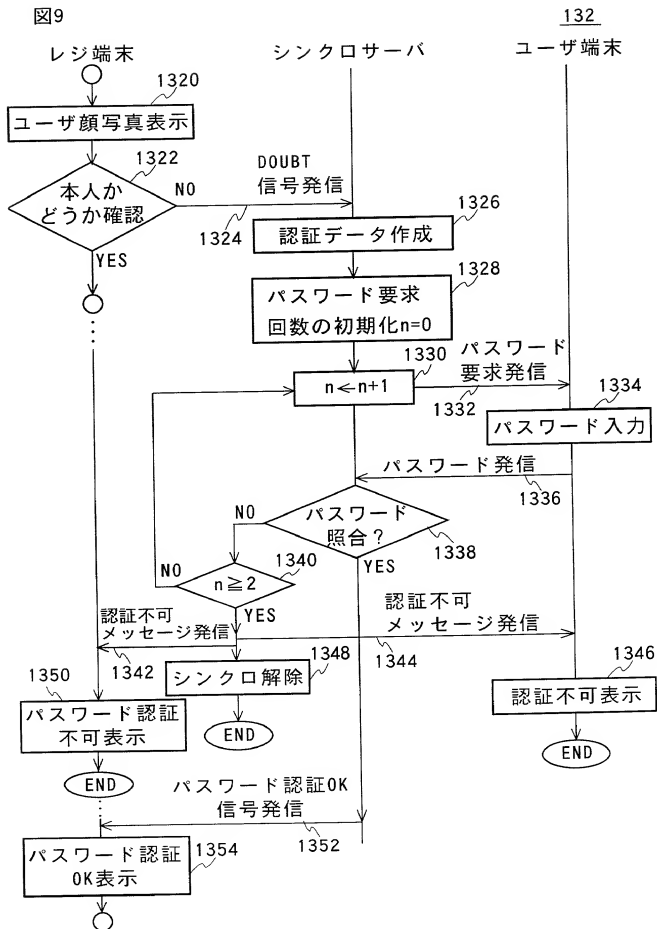 図9
132
レジ端末
シンクロサーバ
ユーザ端末
1320
ユーザ顔写真表示
1322
本人か
どうか確認
NO
YES
DOUBT
信号発信
1324
1326
認証データ作成
1328
パスワード要求
回数の初期化n=0
1330
n←n+1
パスワード
要求発信
1332
1334
パスワード入力
パスワード発信
1336
パスワード
照合?
1338
NO
YES
1340
n≧2
NO
YES
認証不可
メッセージ発信
1342
認証不可
メッセージ発信
1344
1348
シンクロ解除
END
1346
認証不可表示
END
1350
パスワード認証
不可表示
END
パスワード認証OK
信号発信
1352
パスワード認証
OK表示
1354